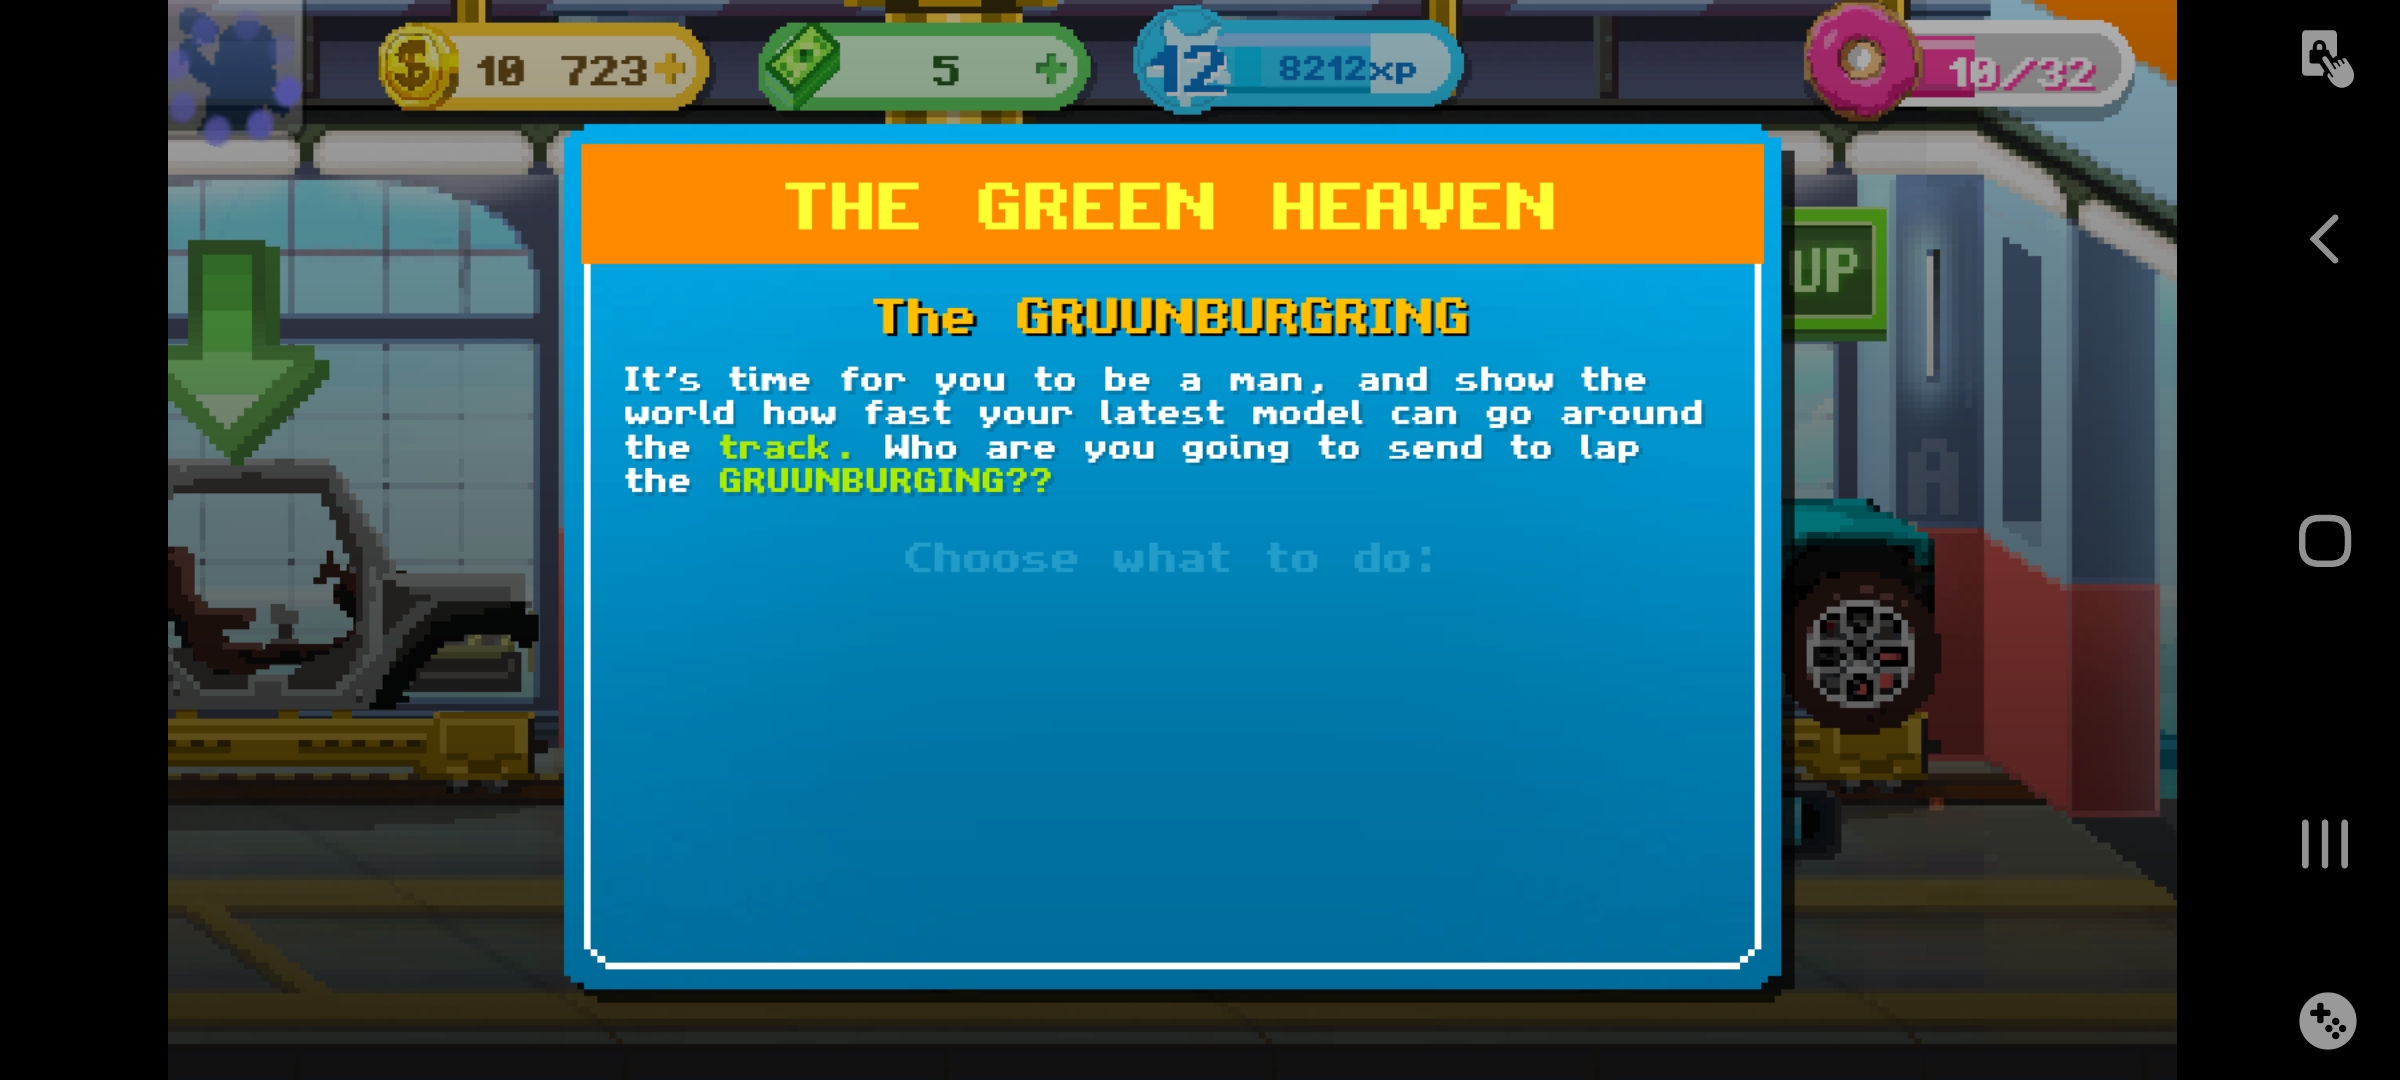 10 723
5
12
8212xp
10/32
THE GREEN HEAVEN
UP
The GRUUNBURGRING
It's time for you to be a man, and show the
world how fast your latest model can go around
the track. Who are you going to send to lap
the GRUUNBURGING??
A
Choose what to do: